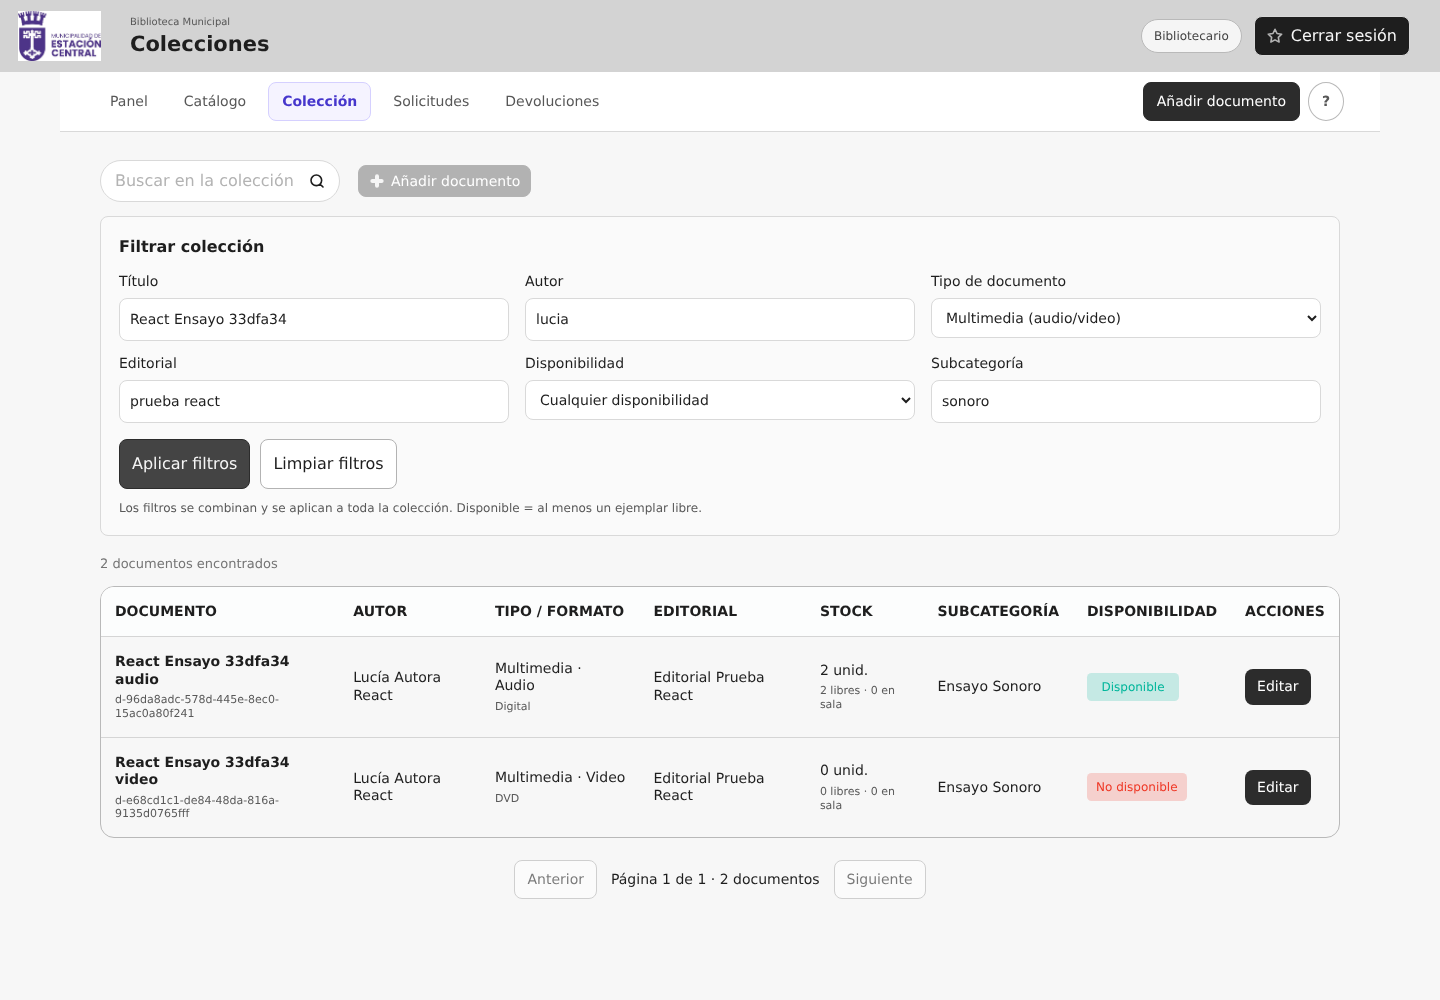 MUNICIPALIDAD DE
ESTACIÓN
CENTRAL
Biblioteca Municipal
Colecciones
Bibliotecario
Cerrar sesión
Panel
Catálogo
Colección
Solicitudes
Devoluciones
Añadir documento
?
Buscar en la colección
Añadir documento
Filtrar colección
Título
Autor
Tipo de documento
React Ensayo 33dfa34
lucia
Multimedia (audio/video)
Editorial
Disponibilidad
Subcategoría
prueba react
Cualquier disponibilidad
sonoro
Aplicar filtros
Limpiar filtros
Los filtros se combinan y se aplican a toda la colección. Disponible = al menos un ejemplar libre.
2 documentos encontrados
DOCUMENTO
AUTOR
TIPO / FORMATO
EDITORIAL
STOCK
SUBCATEGORÍA
DISPONIBILIDAD
ACCIONES
React Ensayo 33dfa34
audio
d-96da8adc-578d-445e-8ec0-
15ac0a80f241
Lucía Autora
React
Multimedia ·
Audio
Digital
Editorial Prueba
React
2 unid.
2 libres · 0 en
sala
Ensayo Sonoro
Disponible
Editar
React Ensayo 33dfa34
video
d-e68cd1c1-de84-48da-816a-
9135d0765fff
Lucía Autora
React
Multimedia · Video
DVD
Editorial Prueba
React
0 unid.
0 libres · 0 en
sala
Ensayo Sonoro
No disponible
Editar
Anterior
Página 1 de 1 · 2 documentos
Siguiente